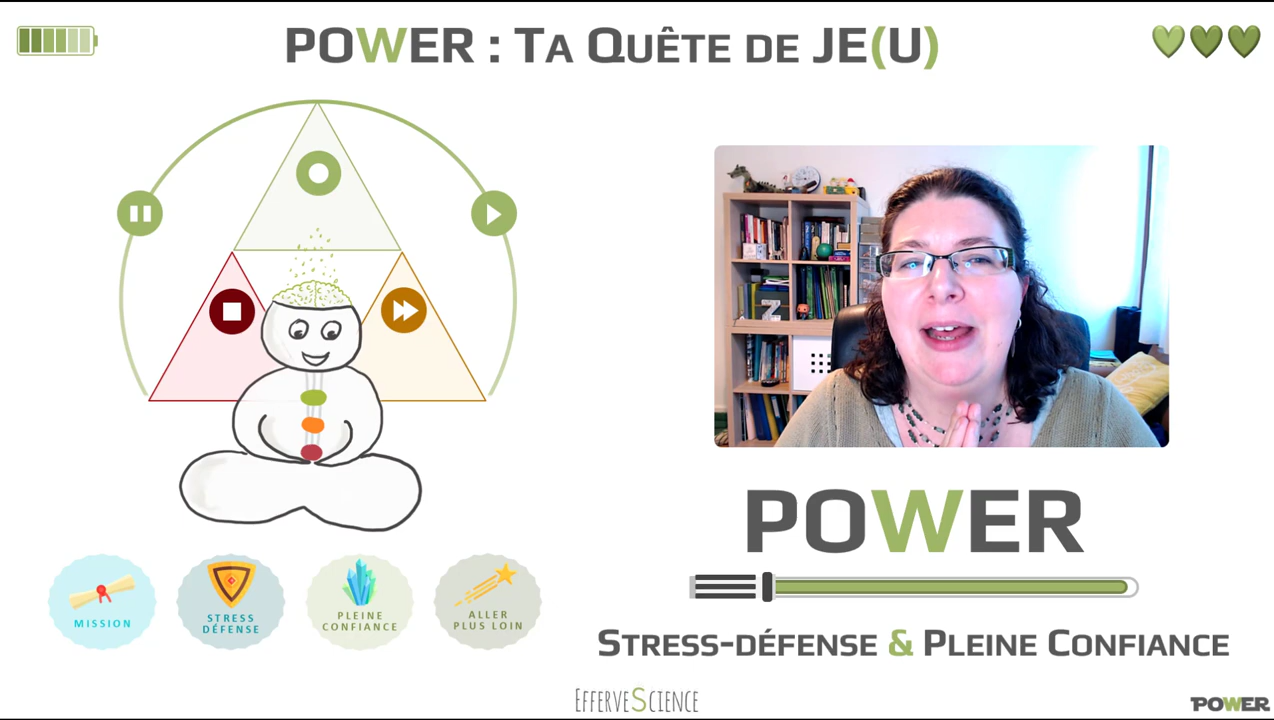 POWER : TA QUÊTE DE JE(U)
MISSION
STRESS
DÉFENSE
PLEINE
CONFIANCE
ALLER
PLUS LOIN
POWER
STRESS-DÉFENSE & PLEINE CONFIANCE
EFFERVESCIENCE
POWER